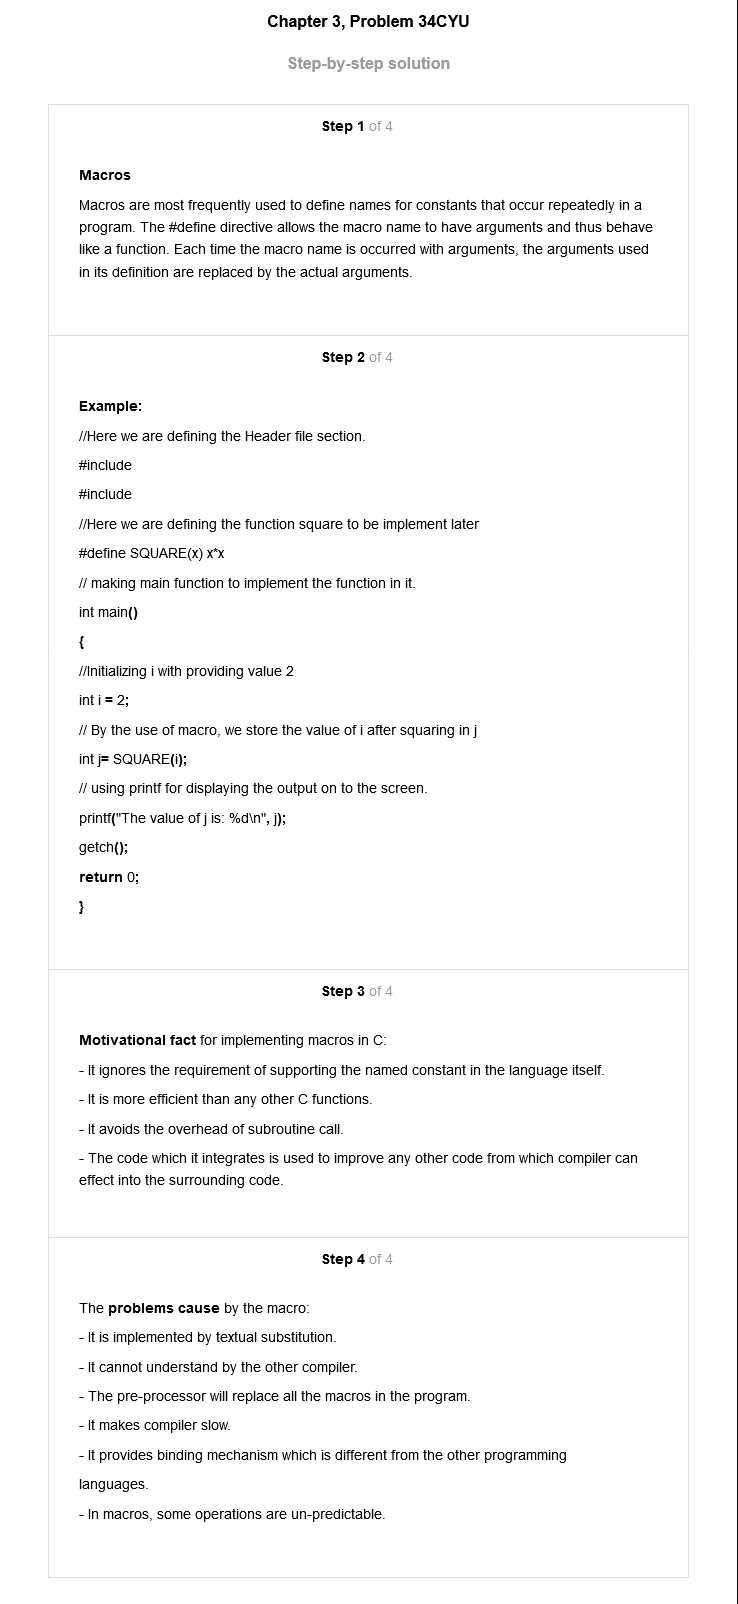 Chapter 3, Problem 34CYU
Step-by-step solution
Step 1 of 4
Macros
Macros are most frequently used to define names for constants that occur repeatedly in a
program. The #define directive allows the macro name to have arguments and thus behave
like a function. Each time the macro name is occurred with arguments, the arguments used
in its definition are replaced by the actual arguments.
Step 2 of 4
Example:
//Here we are defining the Header file section.
#include
#include
//Here we are defining the function square to be implement later
#define SQUARE(x) x*x
// making main function to implement the function in it.
int main()
{
//Initializing i with providing value 2
int i = 2;
// By the use of macro, we store the value of i after squaring in j
int j= SQUARE(i);
// using printf for displaying the output on to the screen.
printf("The value of j is: %d\n", j);
getch();
return 0;
}
Step 3 of 4
Motivational fact for implementing macros in C:
- It ignores the requirement of supporting the named constant in the language itself.
- It is more efficient than any other C functions.
- It avoids the overhead of subroutine call.
- The code which it integrates is used to improve any other code from which compiler can
effect into the surrounding code.
Step 4 of 4
The problems cause by the macro:
- It is implemented by textual substitution.
- It cannot understand by the other compiler.
- The pre-processor will replace all the macros in the program.
- It makes compiler slow.
- It provides binding mechanism which is different from the other programming
languages.
- In macros, some operations are un-predictable.